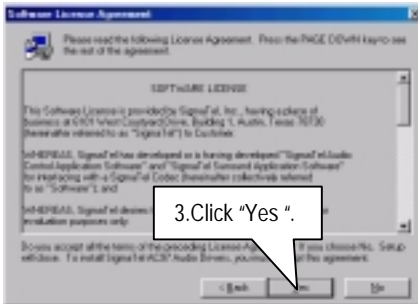 Software License Agreement
Please read the following License Agreement. Press the PAGE DOWN key to see
the rest of the agreement.
SOFTWARE LICENSE
This Software License is provided by SigmaTel, Inc., having a place of
business at 6101 West Courtyard Drive, Building 1, Austin, Texas 78730
(hereinafter referred to as "SigmaTel") to Customer.
WHEREAS, SigmaTel has developed or is having developed "SigmaTel Audio
Control Application Software" and "SigmaTel Surround Application Software"
for interfacing with a SigmaTel Codec (hereinafter collectively referred
to as "Software"); and
WHEREAS, SigmaTel desires
evaluation purposes only.
3.Click “Yes “.
Do you accept all the terms of the preceding License If you choose No, Setup
will close. To install SigmaTel AC97 Audio Drivers, you this agreement.
< Back Yes No